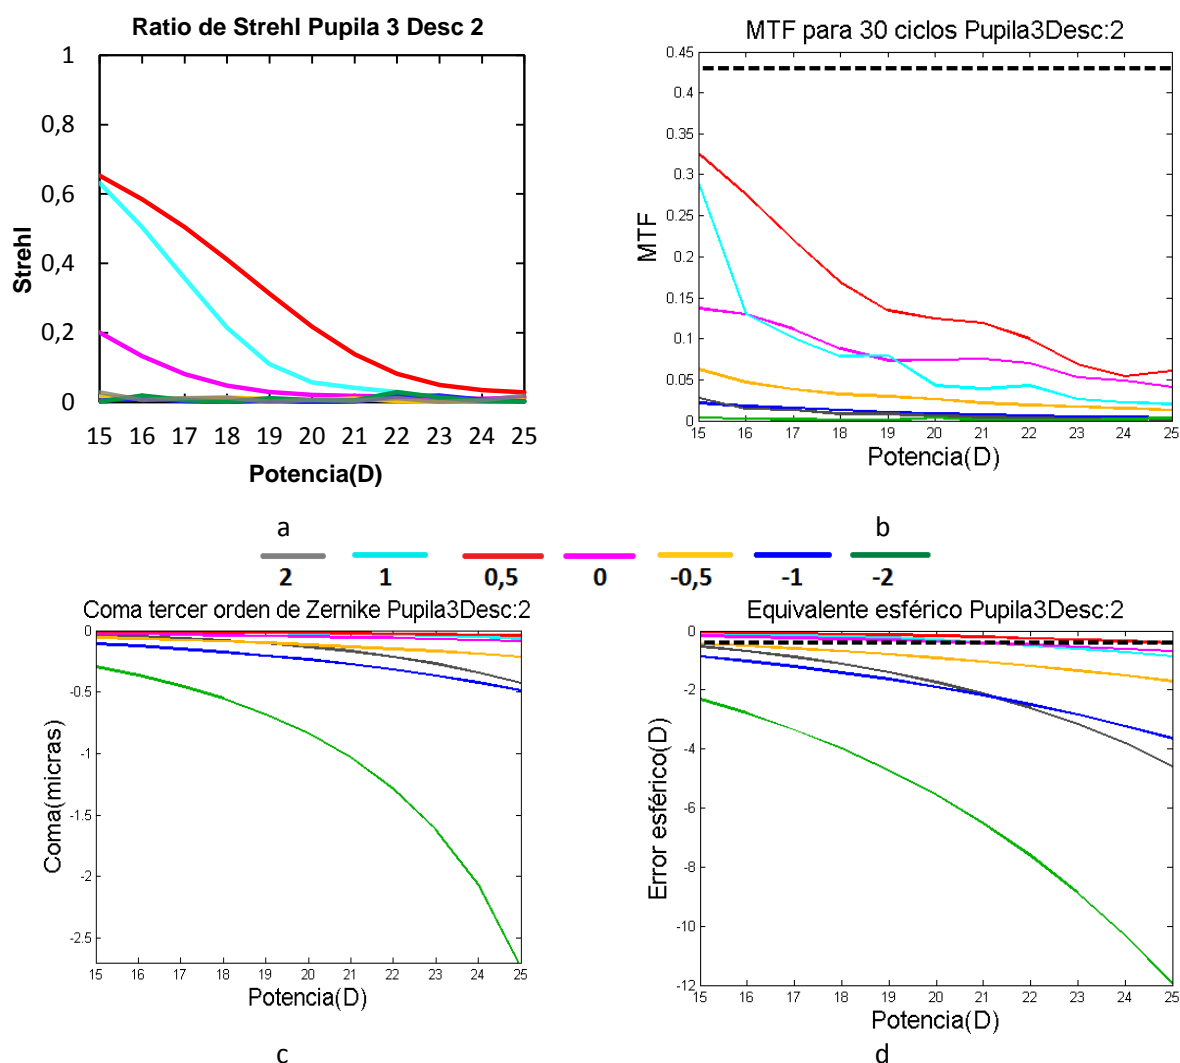 Ratio de Strehl Pupila 3 Desc 2
1
0,8
0,6
0,4
0,2
0
Strehl
15 16 17 18 19 20 21 22 23 24 25
Potencia(D)
a
MTF para 30 ciclos Pupila3Desc:2
0.45
0.4
0.35
0.3
0.25
0.2
0.15
0.1
0.05
0
MTF
15 16 17 18 19 20 21 22 23 24 25
Potencia(D)
b
2 1 0,5 0 -0,5 -1 -2
Coma tercer orden de Zernike Pupila3Desc:2
0
-0.5
-1
-1.5
-2
-2.5
Coma(micras)
15 16 17 18 19 20 21 22 23 24 25
Potencia(D)
c
Equivalente esférico Pupila3Desc:2
0
-2
-4
-6
-8
-10
-12
Error esférico(D)
15 16 17 18 19 20 21 22 23 24 25
Potencia(D)
d